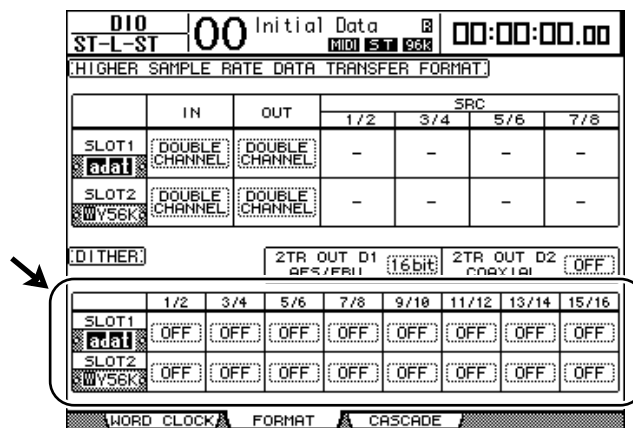 DIO
ST-L-ST
00
Initial Data
MIDI ST 96K
00:00:00.00
HIGHER SAMPLE RATE DATA TRANSFER FORMAT
IN OUT SRC
1/2 3/4 5/6 7/8
SLOT1 DOUBLE CHANNEL DOUBLE CHANNEL - - - -
adat
SLOT2 DOUBLE CHANNEL DOUBLE CHANNEL - - - -
WY56K
DITHER 2TR OUT D1 AES/EBU 16bit 2TR OUT D2 COAXIAL OFF
1/2 3/4 5/6 7/8 9/10 11/12 13/14 15/16
SLOT1 OFF OFF OFF OFF OFF OFF OFF OFF
adat
SLOT2 OFF OFF OFF OFF OFF OFF OFF OFF
WY56K
WORD CLOCK FORMAT CASCADE